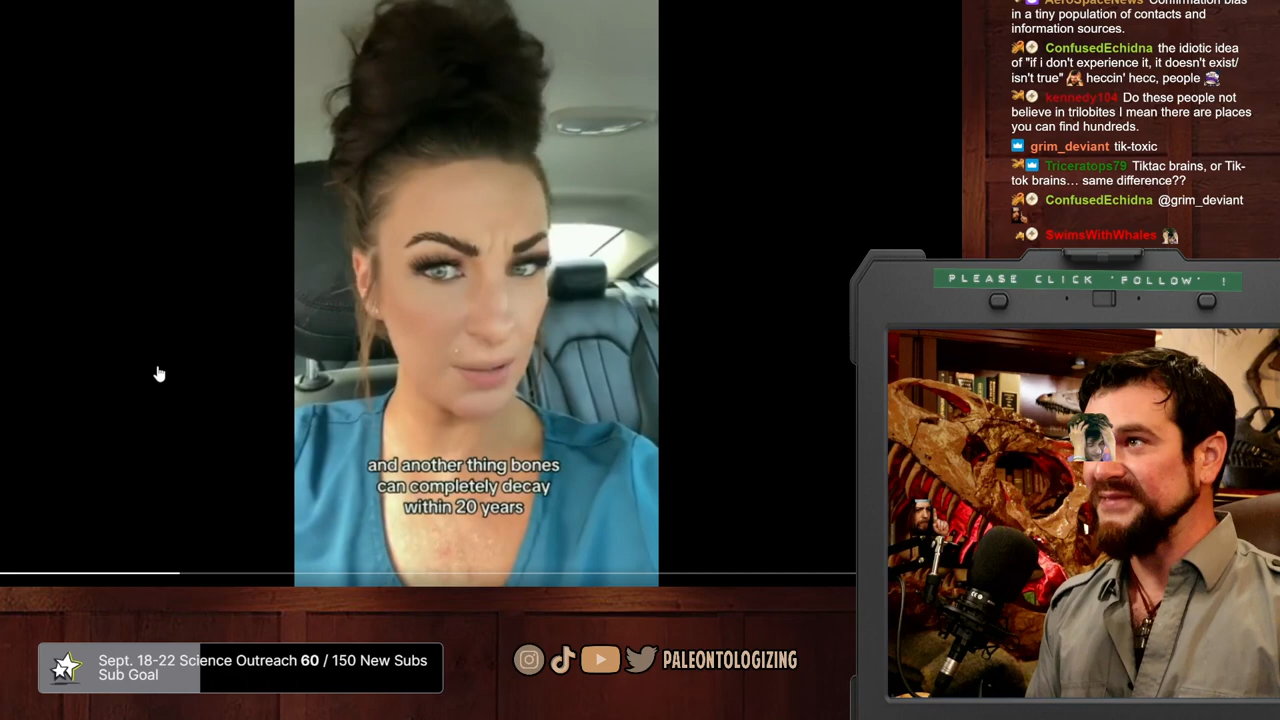 in a tiny population of contacts and
information sources.
ConfusedEchidna the idiotic idea
of "if i don't experience it, it doesn't exist/
isn't true" heccin' hecc, people
kennedy104 Do these people not
believe in trilobites I mean there are places
you can find hundreds.
grim_deviant tik-toxic
Triceratops79 Tiktac brains, or Tik-
tok brains… same difference??
ConfusedEchidna @grim_deviant
SwimsWithWhales
PLEASE CLICK 'FOLLOW' !
and another thing bones
can completely decay
within 20 years
Sept. 18-22 Science Outreach 60 / 150 New Subs
Sub Goal
PALEONTOLOGIZING